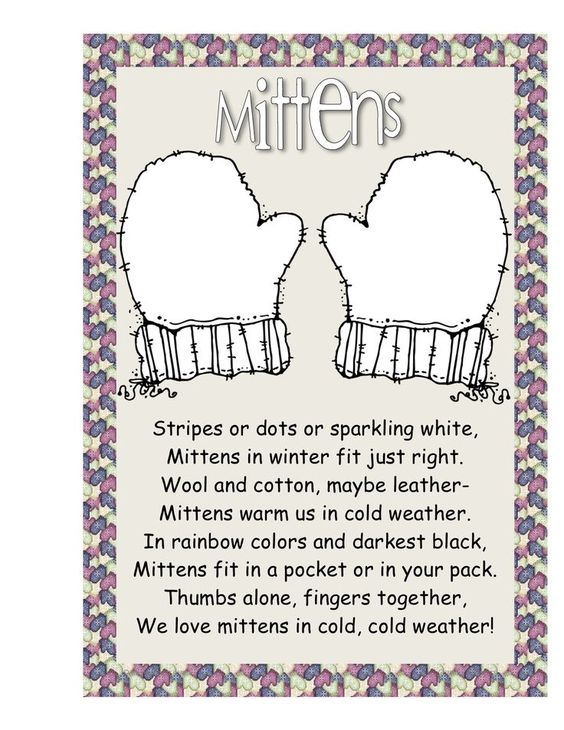 Mittens
Stripes or dots or sparkling white,
Mittens in winter fit just right.
Wool and cotton, maybe leather-
Mittens warm us in cold weather.
In rainbow colors and darkest black,
Mittens fit in a pocket or in your pack.
Thumbs alone, fingers together,
We love mittens in cold, cold weather!